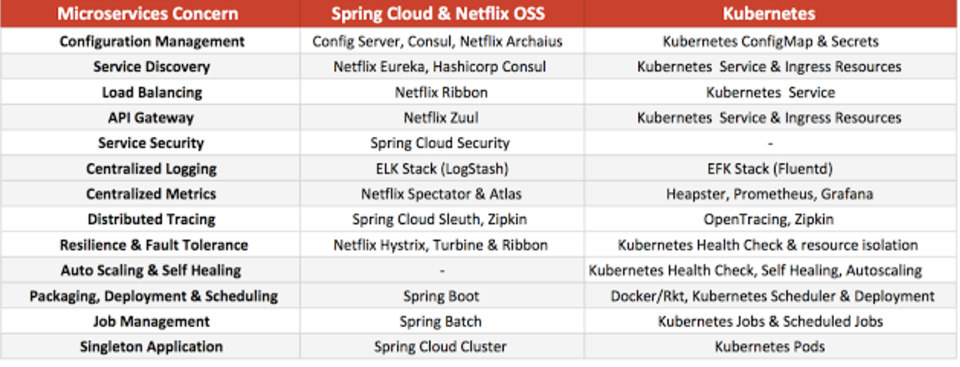 Microservices Concern Spring Cloud & Netflix OSS Kubernetes
Configuration Management Config Server, Consul, Netflix Archaius Kubernetes ConfigMap & Secrets
Service Discovery Netflix Eureka, Hashicorp Consul Kubernetes Service & Ingress Resources
Load Balancing Netflix Ribbon Kubernetes Service
API Gateway Netflix Zuul Kubernetes Service & Ingress Resources
Service Security Spring Cloud Security -
Centralized Logging ELK Stack (LogStash) EFK Stack (Fluentd)
Centralized Metrics Netflix Spectator & Atlas Heapster, Prometheus, Grafana
Distributed Tracing Spring Cloud Sleuth, Zipkin OpenTracing, Zipkin
Resilience & Fault Tolerance Netflix Hystrix, Turbine & Ribbon Kubernetes Health Check & resource isolation
Auto Scaling & Self Healing - Kubernetes Health Check, Self Healing, Autoscaling
Packaging, Deployment & Scheduling Spring Boot Docker/Rkt, Kubernetes Scheduler & Deployment
Job Management Spring Batch Kubernetes Jobs & Scheduled Jobs
Singleton Application Spring Cloud Cluster Kubernetes Pods